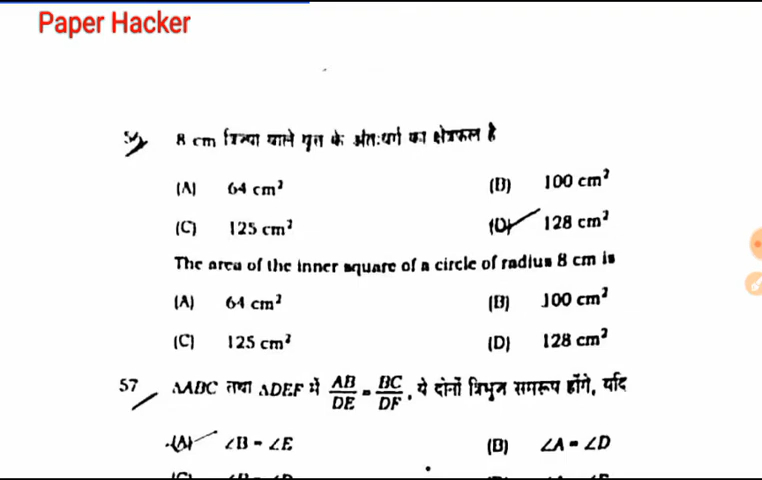 Paper Hacker
8 cm त्रिज्या वाले वृत्त के अंतःवर्ग का क्षेत्रफल है
(A) 64 cm² (B) 100 cm²
(C) 125 cm² (D) 128 cm²
The area of the inner square of a circle of radius 8 cm is
(A) 64 cm² (B) 100 cm²
(C) 125 cm² (D) 128 cm²
57 ΔABC तथा ΔDEF में AB/DE = BC/DF, ये दोनों त्रिभुज समरूप होंगे, यदि
(A) ∠B = ∠E (B) ∠A = ∠D